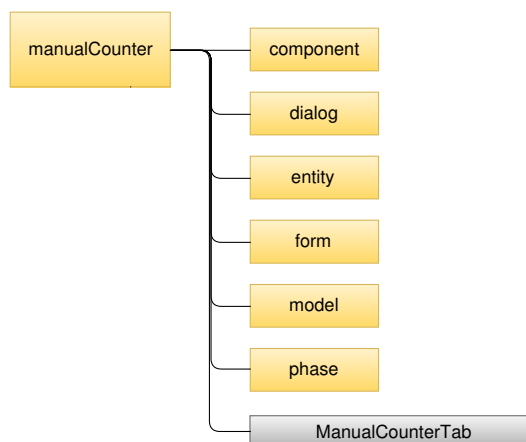 manualCounter
component
dialog
entity
form
model
phase
ManualCounterTab